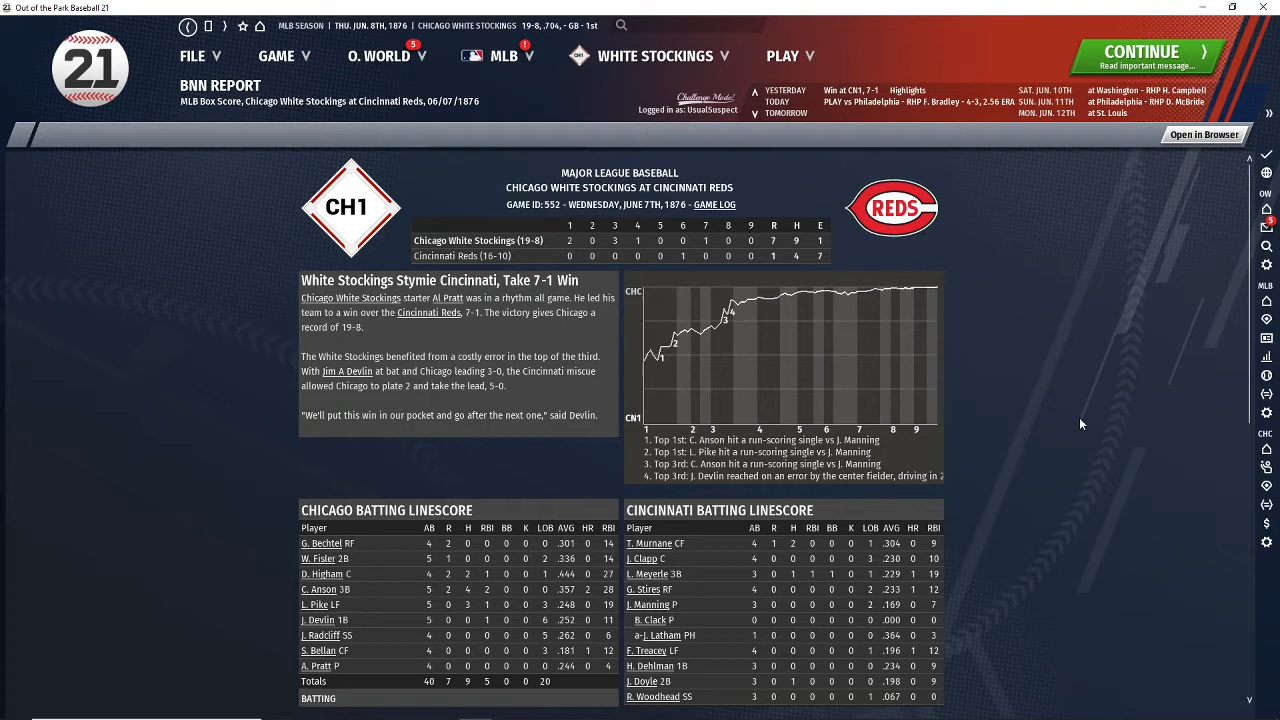 Out of the Park Baseball 21
MLB SEASON | THU. JUN. 8TH, 1876 | CHICAGO WHITE STOCKINGS 19-8, .704, - GB - 1st
FILE GAME O. WORLD 5 MLB ! CH1 WHITE STOCKINGS PLAY
CONTINUE
Read important message...
21
BNN REPORT
MLB Box Score, Chicago White Stockings at Cincinnati Reds, 06/07/1876
Challenge Mode!
Logged in as: UsualSuspect
YESTERDAY Win at CN1, 7-1 Highlights SAT. JUN. 10TH at Washington - RHP H. Campbell
TODAY PLAY vs Philadelphia - RHP F. Bradley - 4-3, 2.56 ERA SUN. JUN. 11TH at Philadelphia - RHP D. McBride
TOMORROW MON. JUN. 12TH at St. Louis
Open in Browser
CH1
MAJOR LEAGUE BASEBALL
CHICAGO WHITE STOCKINGS AT CINCINNATI REDS
GAME ID: 552 - WEDNESDAY, JUNE 7TH, 1876 - GAME LOG
REDS
1 2 3 4 5 6 7 8 9 R H E
Chicago White Stockings (19-8) 2 0 3 1 0 0 1 0 0 7 9 1
Cincinnati Reds (16-10) 0 0 0 0 0 1 0 0 0 1 4 7
White Stockings Stymie Cincinnati, Take 7-1 Win
Chicago White Stockings starter Al Pratt was in a rhythm all game. He led his
team to a win over the Cincinnati Reds, 7-1. The victory gives Chicago a
record of 19-8.
The White Stockings benefited from a costly error in the top of the third.
With Jim A Devlin at bat and Chicago leading 3-0, the Cincinnati miscue
allowed Chicago to plate 2 and take the lead, 5-0.
"We'll put this win in our pocket and go after the next one," said Devlin.
CHC
1 2 3 4
CN1
1 2 3 4 5 6 7 8 9
1. Top 1st: C. Anson hit a run-scoring single vs J. Manning
2. Top 1st: L. Pike hit a run-scoring single vs J. Manning
3. Top 3rd: C. Anson hit a run-scoring single vs J. Manning
4. Top 3rd: J. Devlin reached on an error by the center fielder, driving in 2
CHICAGO BATTING LINESCORE
Player AB R H RBI BB K LOB AVG HR RBI
G. Bechtel RF 4 2 0 0 0 0 0 .301 0 14
W. Fisler 2B 5 1 0 0 0 0 2 .336 0 14
D. Higham C 4 2 2 1 0 0 1 .444 0 27
C. Anson 3B 5 2 4 2 0 0 0 .357 2 28
L. Pike LF 5 0 3 1 0 0 3 .248 0 19
J. Devlin 1B 5 0 0 1 0 0 6 .252 0 11
J. Radcliff SS 4 0 0 0 0 0 5 .262 0 6
S. Bellan CF 4 0 0 0 0 0 3 .181 1 12
A. Pratt P 4 0 0 0 0 0 0 .244 0 4
Totals 40 7 9 5 0 0 20
BATTING
CINCINNATI BATTING LINESCORE
Player AB R H RBI BB K LOB AVG HR RBI
T. Murnane CF 4 1 2 0 0 0 1 .304 0 9
J. Clapp C 4 0 0 0 0 0 3 .230 0 10
L. Meyerle 3B 3 0 1 1 1 0 1 .229 1 19
G. Stires RF 4 0 0 0 0 0 2 .233 1 12
J. Manning P 3 0 0 0 0 0 2 .169 0 7
B. Clack P 0 0 0 0 0 0 0 .000 0 0
a-J. Latham PH 1 0 0 0 0 0 0 .364 0 3
F. Treacey LF 4 0 0 0 0 0 1 .196 1 12
H. Dehlman 1B 3 0 0 0 0 0 0 .234 0 9
J. Doyle 2B 3 0 1 0 0 0 0 .198 0 9
R. Woodhead SS 3 0 0 0 0 0 1 .067 0 0
OW
5
MLB
CHC